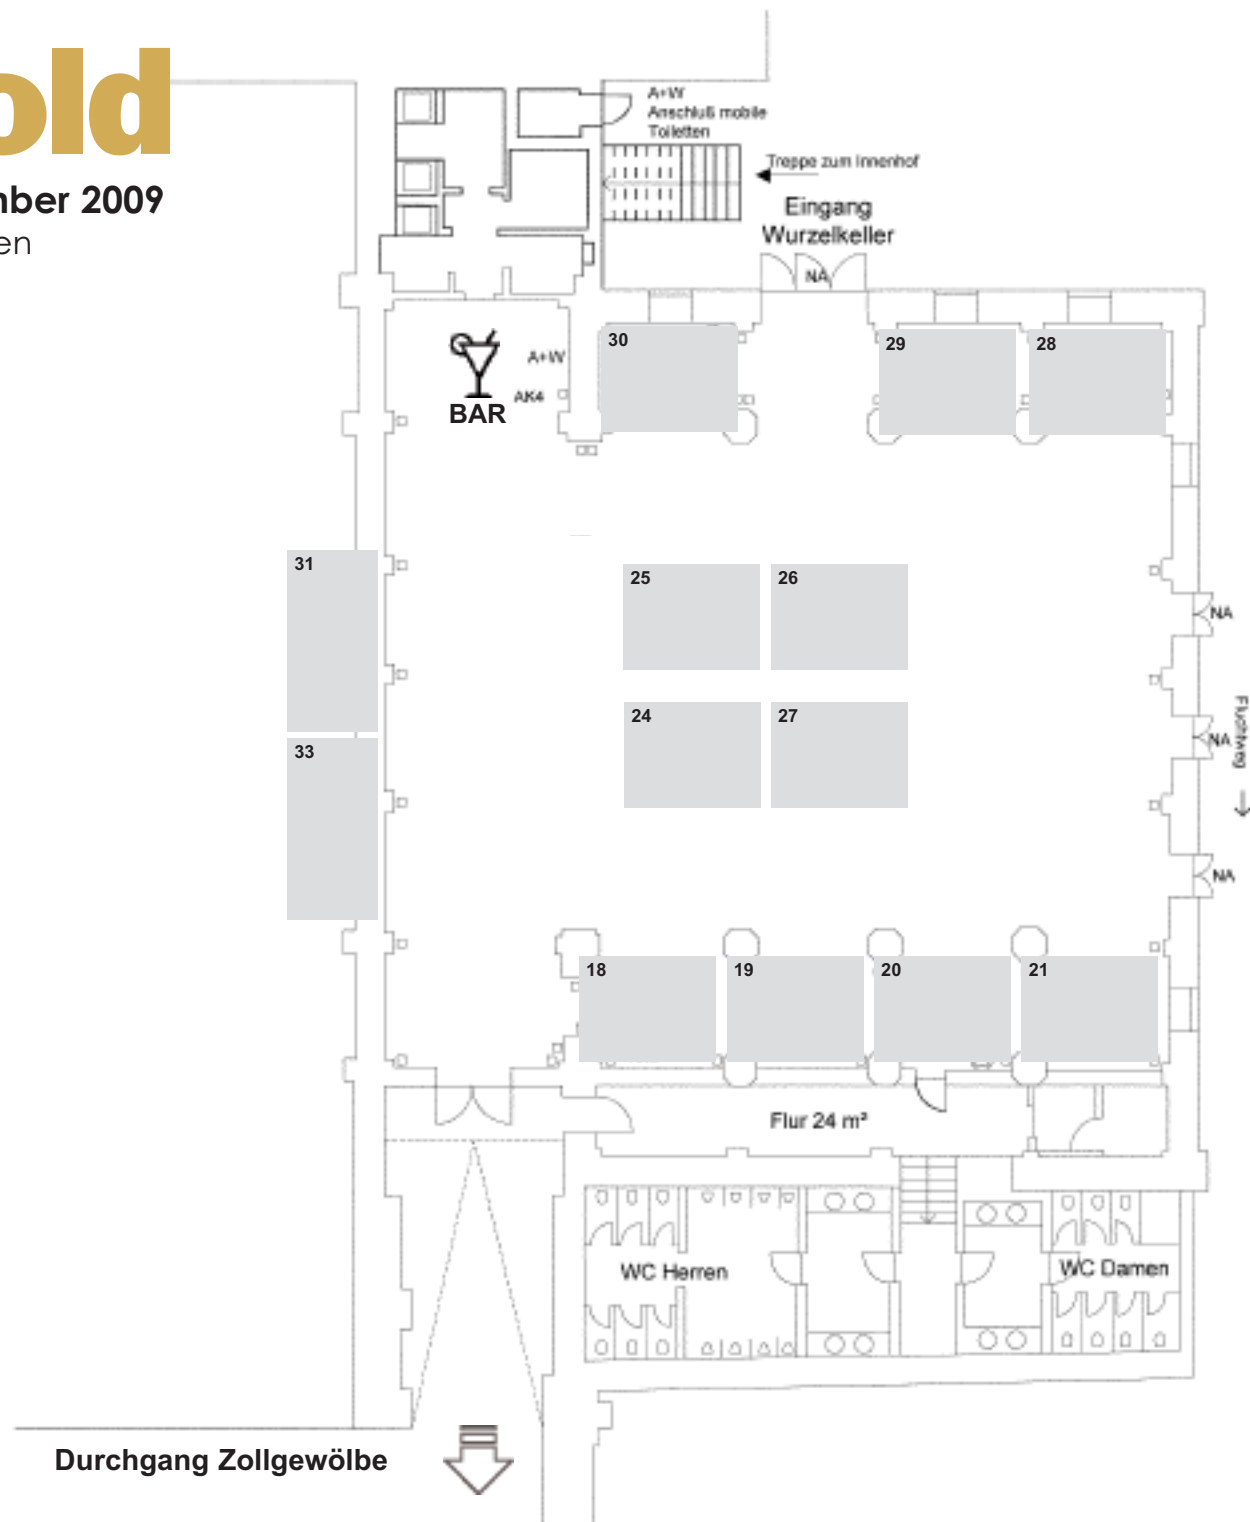 old
mber 2009
en
A+W
Anschluß mobile
Toiletten
Treppe zum Innenhof
Eingang
Wurzelkeller
NA
30
29
28
A+W
AK4
BAR
31
25
26
NA
24
27
Fluchtweg
NA
33
NA
18
19
20
21
Flur 24 m²
WC Herren
WC Damen
Durchgang Zollgewölbe